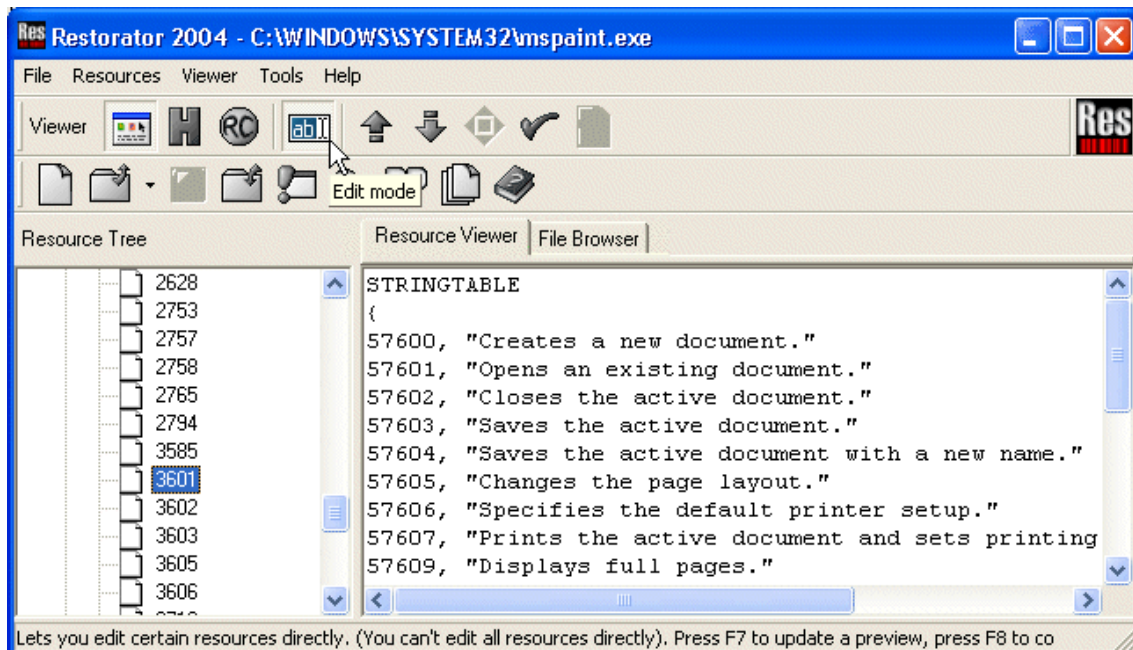 Res Restorator 2004 - C:\WINDOWS\SYSTEM32\mspaint.exe
File Resources Viewer Tools Help
Viewer H RC ab Res
Edit mode
Resource Tree
Resource Viewer File Browser
2628
2753
2757
2758
2765
2794
3585
3601
3602
3603
3605
3606
STRINGTABLE
{
57600, "Creates a new document."
57601, "Opens an existing document."
57602, "Closes the active document."
57603, "Saves the active document."
57604, "Saves the active document with a new name."
57605, "Changes the page layout."
57606, "Specifies the default printer setup."
57607, "Prints the active document and sets printing
57609, "Displays full pages."
Lets you edit certain resources directly. (You can't edit all resources directly). Press F7 to update a preview, press F8 to co